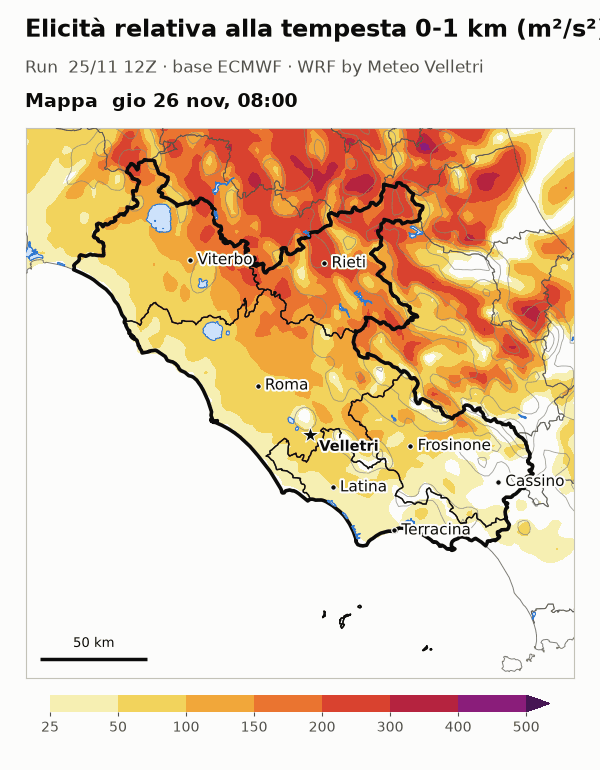 Elicità relativa alla tempesta 0-1 km (m²/s²)
Run  25/11 12Z · base ECMWF · WRF by Meteo Velletri
Mappa  gio 26 nov, 08:00
Viterbo
Rieti
Roma
Velletri
Frosinone
Cassino
Latina
Terracina
50 km
25 50 100 150 200 300 400 500